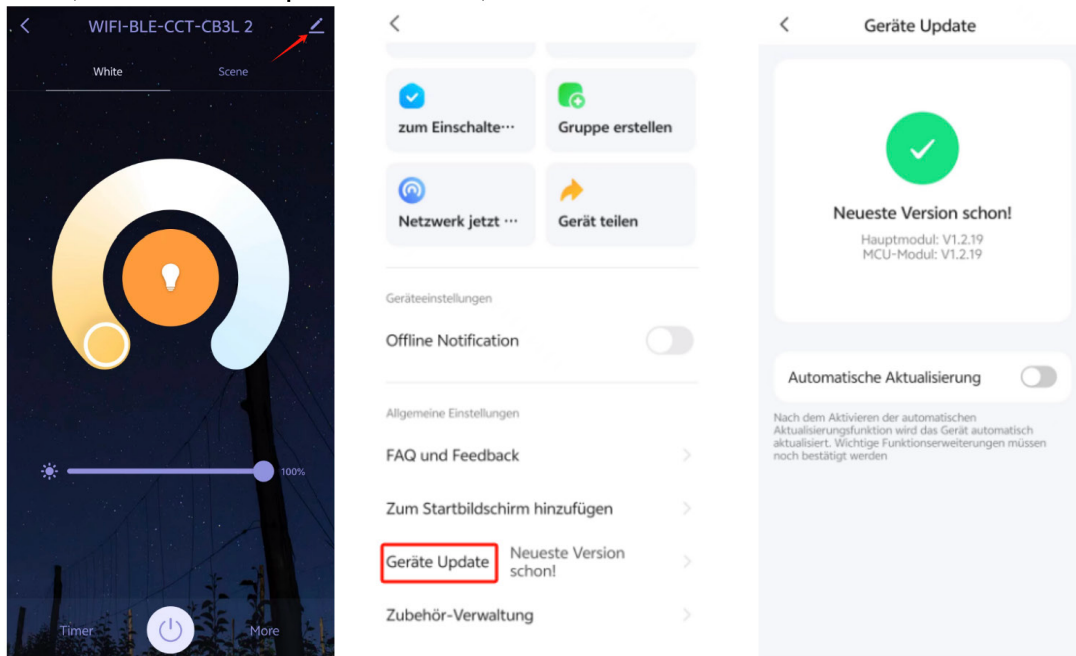 WIFI-BLE-CCT-CB3L 2
White
Scene
100%
Timer
More
zum Einschalte···
Gruppe erstellen
Netzwerk jetzt ···
Gerät teilen
Geräteeinstellungen
Offline Notification
Allgemeine Einstellungen
FAQ und Feedback
Zum Startbildschirm hinzufügen
Geräte Update
Neueste Version
schon!
Zubehör-Verwaltung
Geräte Update
Neueste Version schon!
Hauptmodul: V1.2.19
MCU-Modul: V1.2.19
Automatische Aktualisierung
Nach dem Aktivieren der automatischen
Aktualisierungsfunktion wird das Gerät automatisch
aktualisiert. Wichtige Funktionserweiterungen müssen
noch bestätigt werden